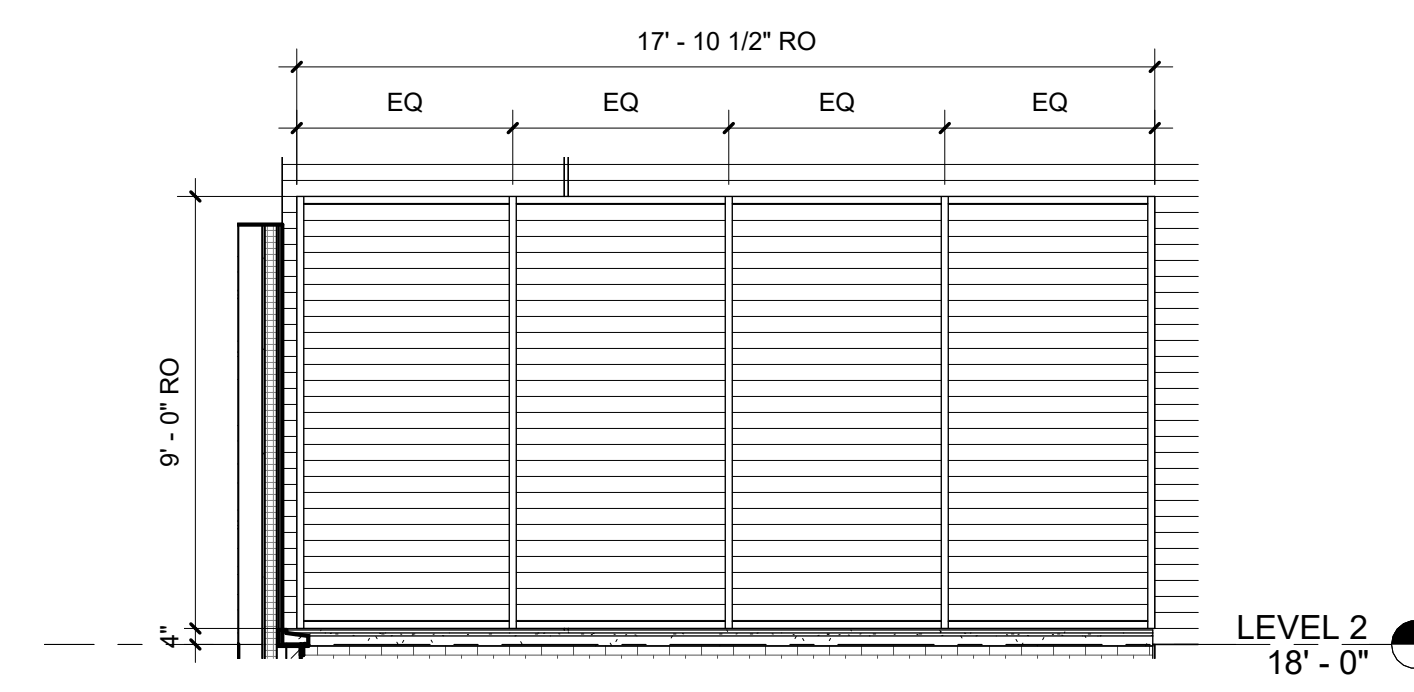 17' - 10 1/2" RO
EQ EQ EQ EQ
9' - 0" RO
4"
LEVEL 2
18' - 0"